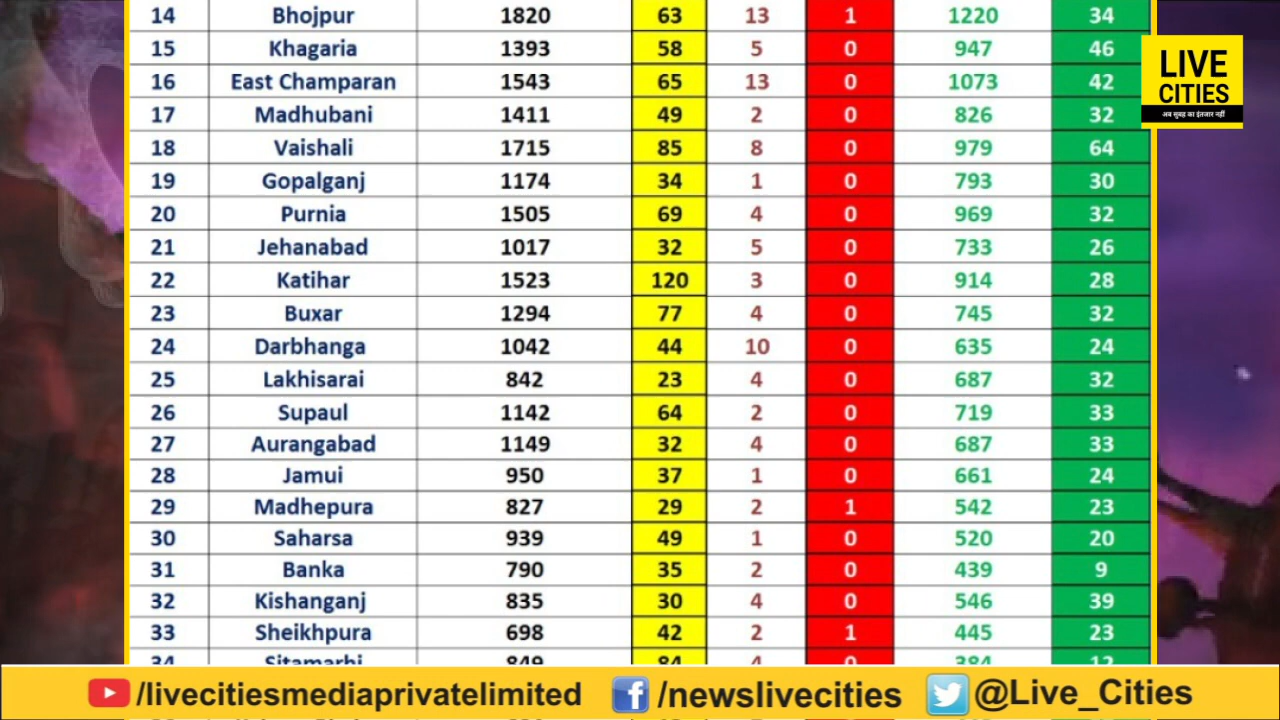 14 Bhojpur 1820 63 13 1 1220 34
15 Khagaria 1393 58 5 0 947 46
16 East Champaran 1543 65 13 0 1073 42
17 Madhubani 1411 49 2 0 826 32
18 Vaishali 1715 85 8 0 979 64
19 Gopalganj 1174 34 1 0 793 30
20 Purnia 1505 69 4 0 969 32
21 Jehanabad 1017 32 5 0 733 26
22 Katihar 1523 120 3 0 914 28
23 Buxar 1294 77 4 0 745 32
24 Darbhanga 1042 44 10 0 635 24
25 Lakhisarai 842 23 4 0 687 32
26 Supaul 1142 64 2 0 719 33
27 Aurangabad 1149 32 4 0 687 33
28 Jamui 950 37 1 0 661 24
29 Madhepura 827 29 2 1 542 23
30 Saharsa 939 49 1 0 520 20
31 Banka 790 35 2 0 439 9
32 Kishanganj 835 30 4 0 546 39
33 Sheikhpura 698 42 2 1 445 23
34 Sitamarhi 849 84 4 0 384 12
LIVE
CITIES
अब सुबह का इंतजार नहीं
/livecitiesmediaprivatelimited /newslivecities @Live_Cities